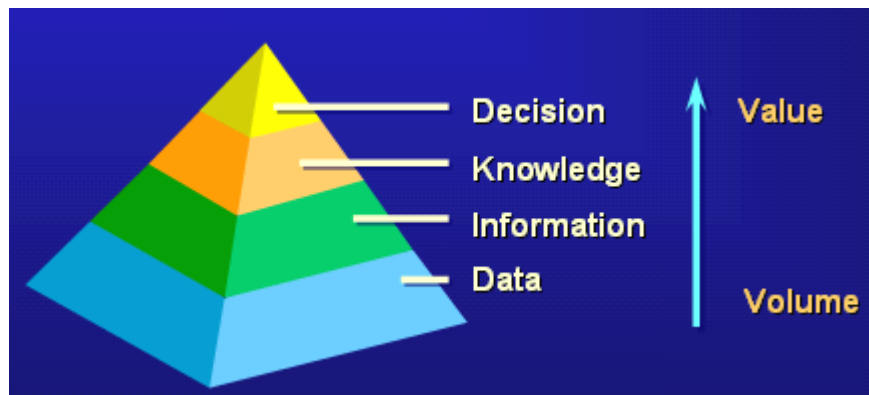 Decision
Value
Knowledge
Information
Data
Volume